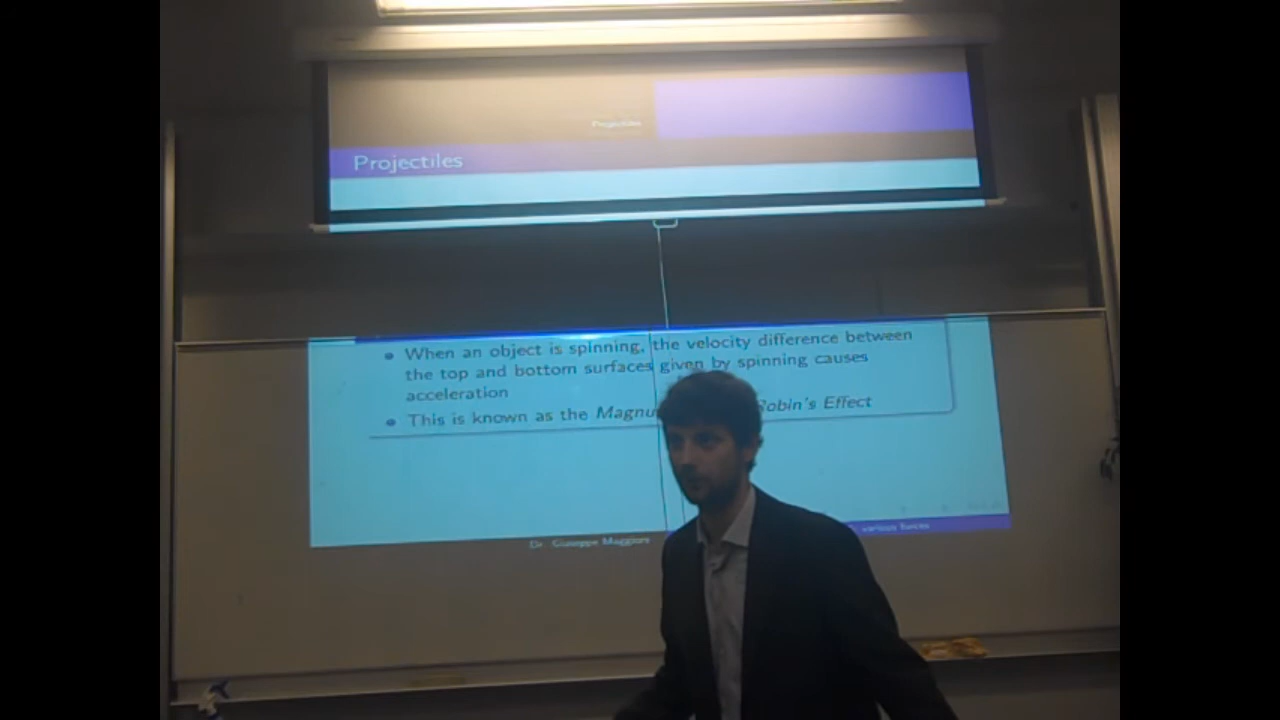 Projectiles
Projectiles
When an object is spinning, the velocity difference between
the top and bottom surfaces given by spinning causes
acceleration
This is known as the Magnu Robin's Effect
Dr. Giuseppe Maggiore various forces